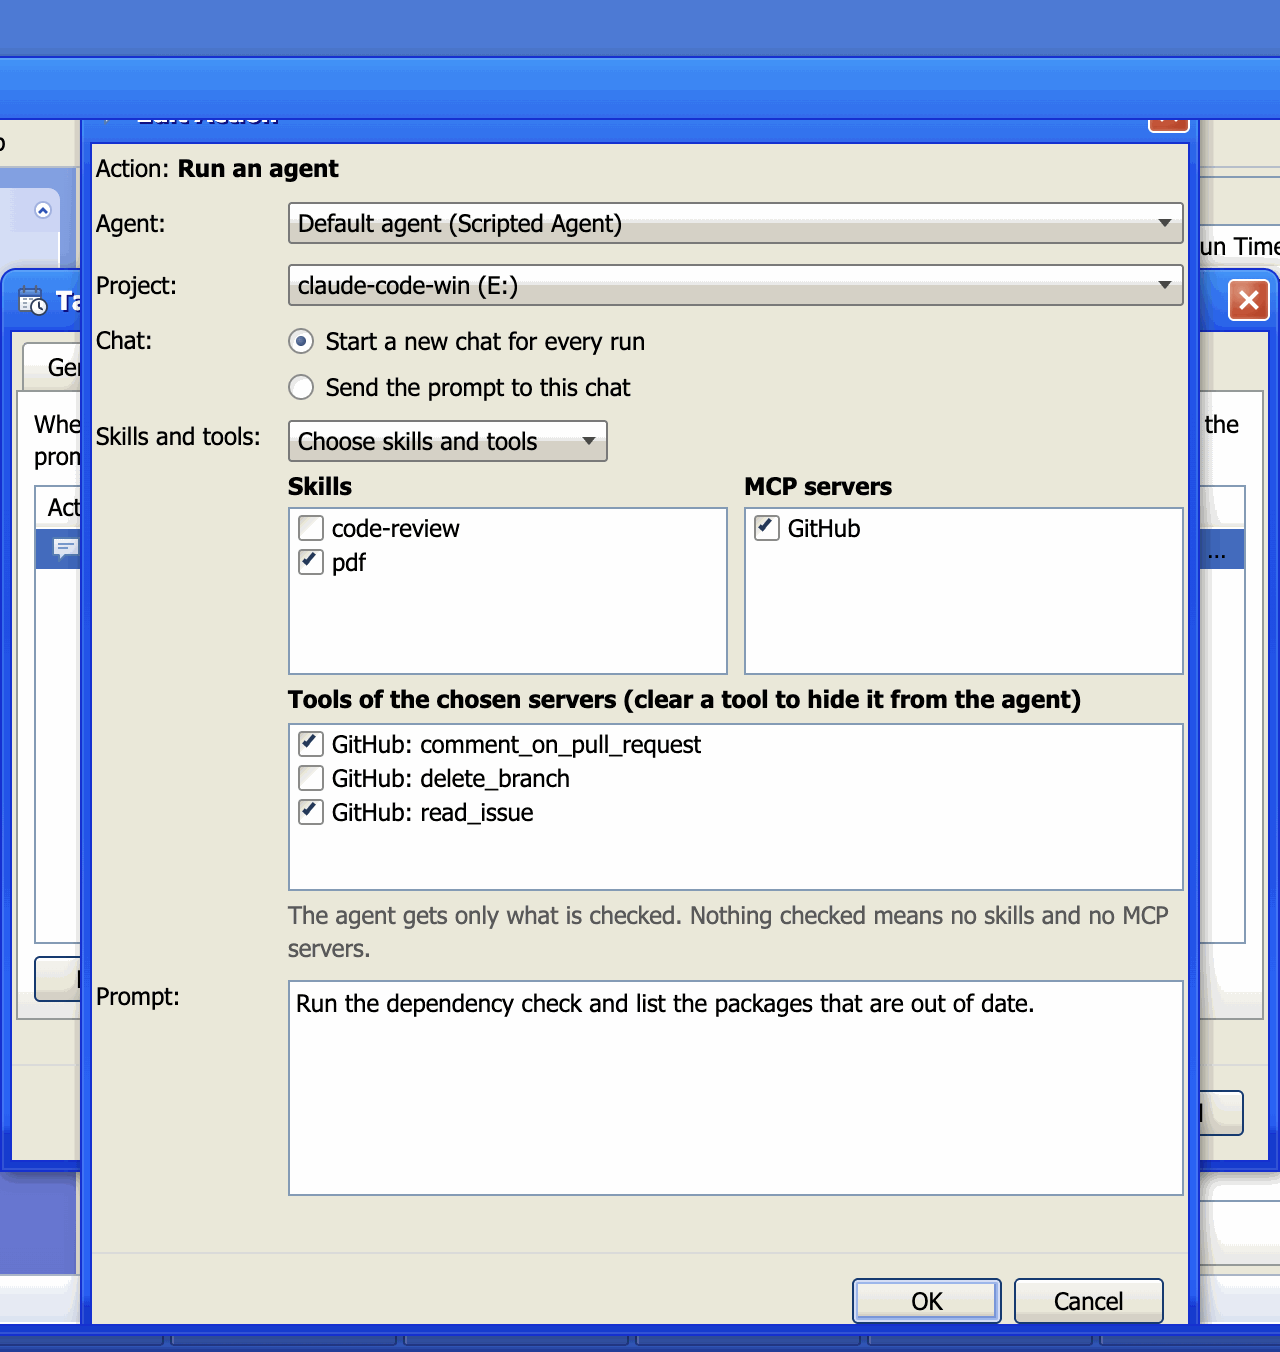 Action: Run an agent
Agent:
Default agent (Scripted Agent)
Project:
claude-code-win (E:)
Chat:
Start a new chat for every run
Send the prompt to this chat
Skills and tools:
Choose skills and tools
Skills
MCP servers
code-review
pdf
GitHub
Tools of the chosen servers (clear a tool to hide it from the agent)
GitHub: comment_on_pull_request
GitHub: delete_branch
GitHub: read_issue
The agent gets only what is checked. Nothing checked means no skills and no MCP
servers.
Prompt:
Run the dependency check and list the packages that are out of date.
OK
Cancel
the
...